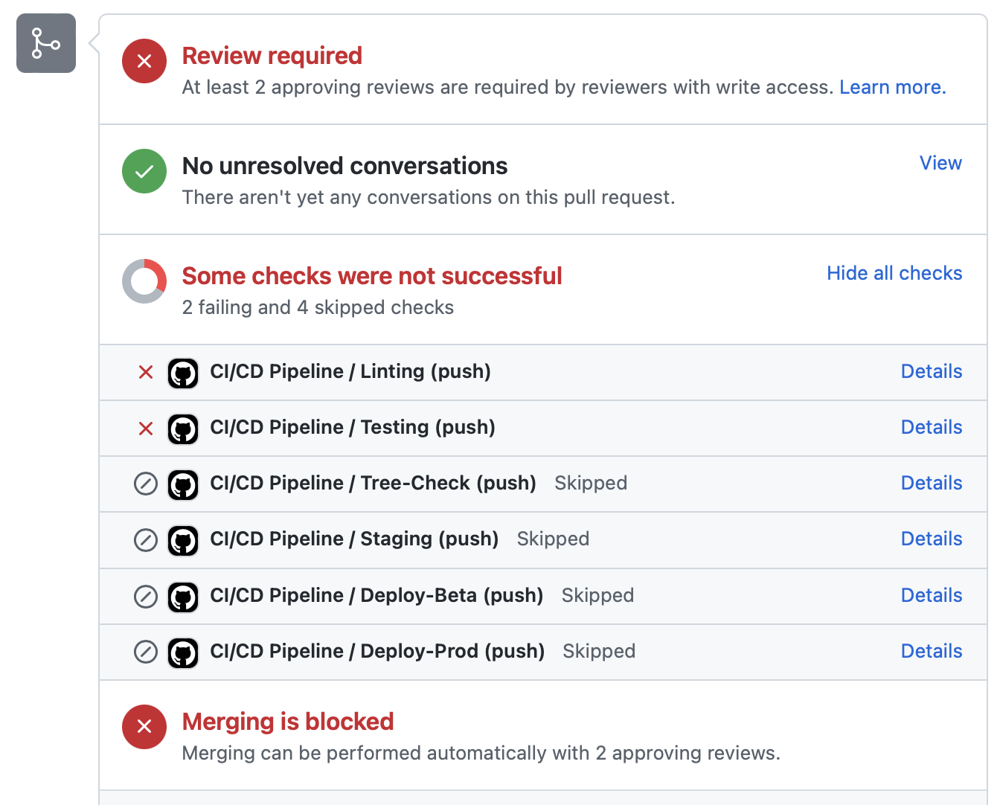 Review required
At least 2 approving reviews are required by reviewers with write access. Learn more.
No unresolved conversations
View
There aren't yet any conversations on this pull request.
Some checks were not successful
Hide all checks
2 failing and 4 skipped checks
CI/CD Pipeline / Linting (push)
Details
CI/CD Pipeline / Testing (push)
Details
CI/CD Pipeline / Tree-Check (push) Skipped
Details
CI/CD Pipeline / Staging (push) Skipped
Details
CI/CD Pipeline / Deploy-Beta (push) Skipped
Details
CI/CD Pipeline / Deploy-Prod (push) Skipped
Details
Merging is blocked
Merging can be performed automatically with 2 approving reviews.